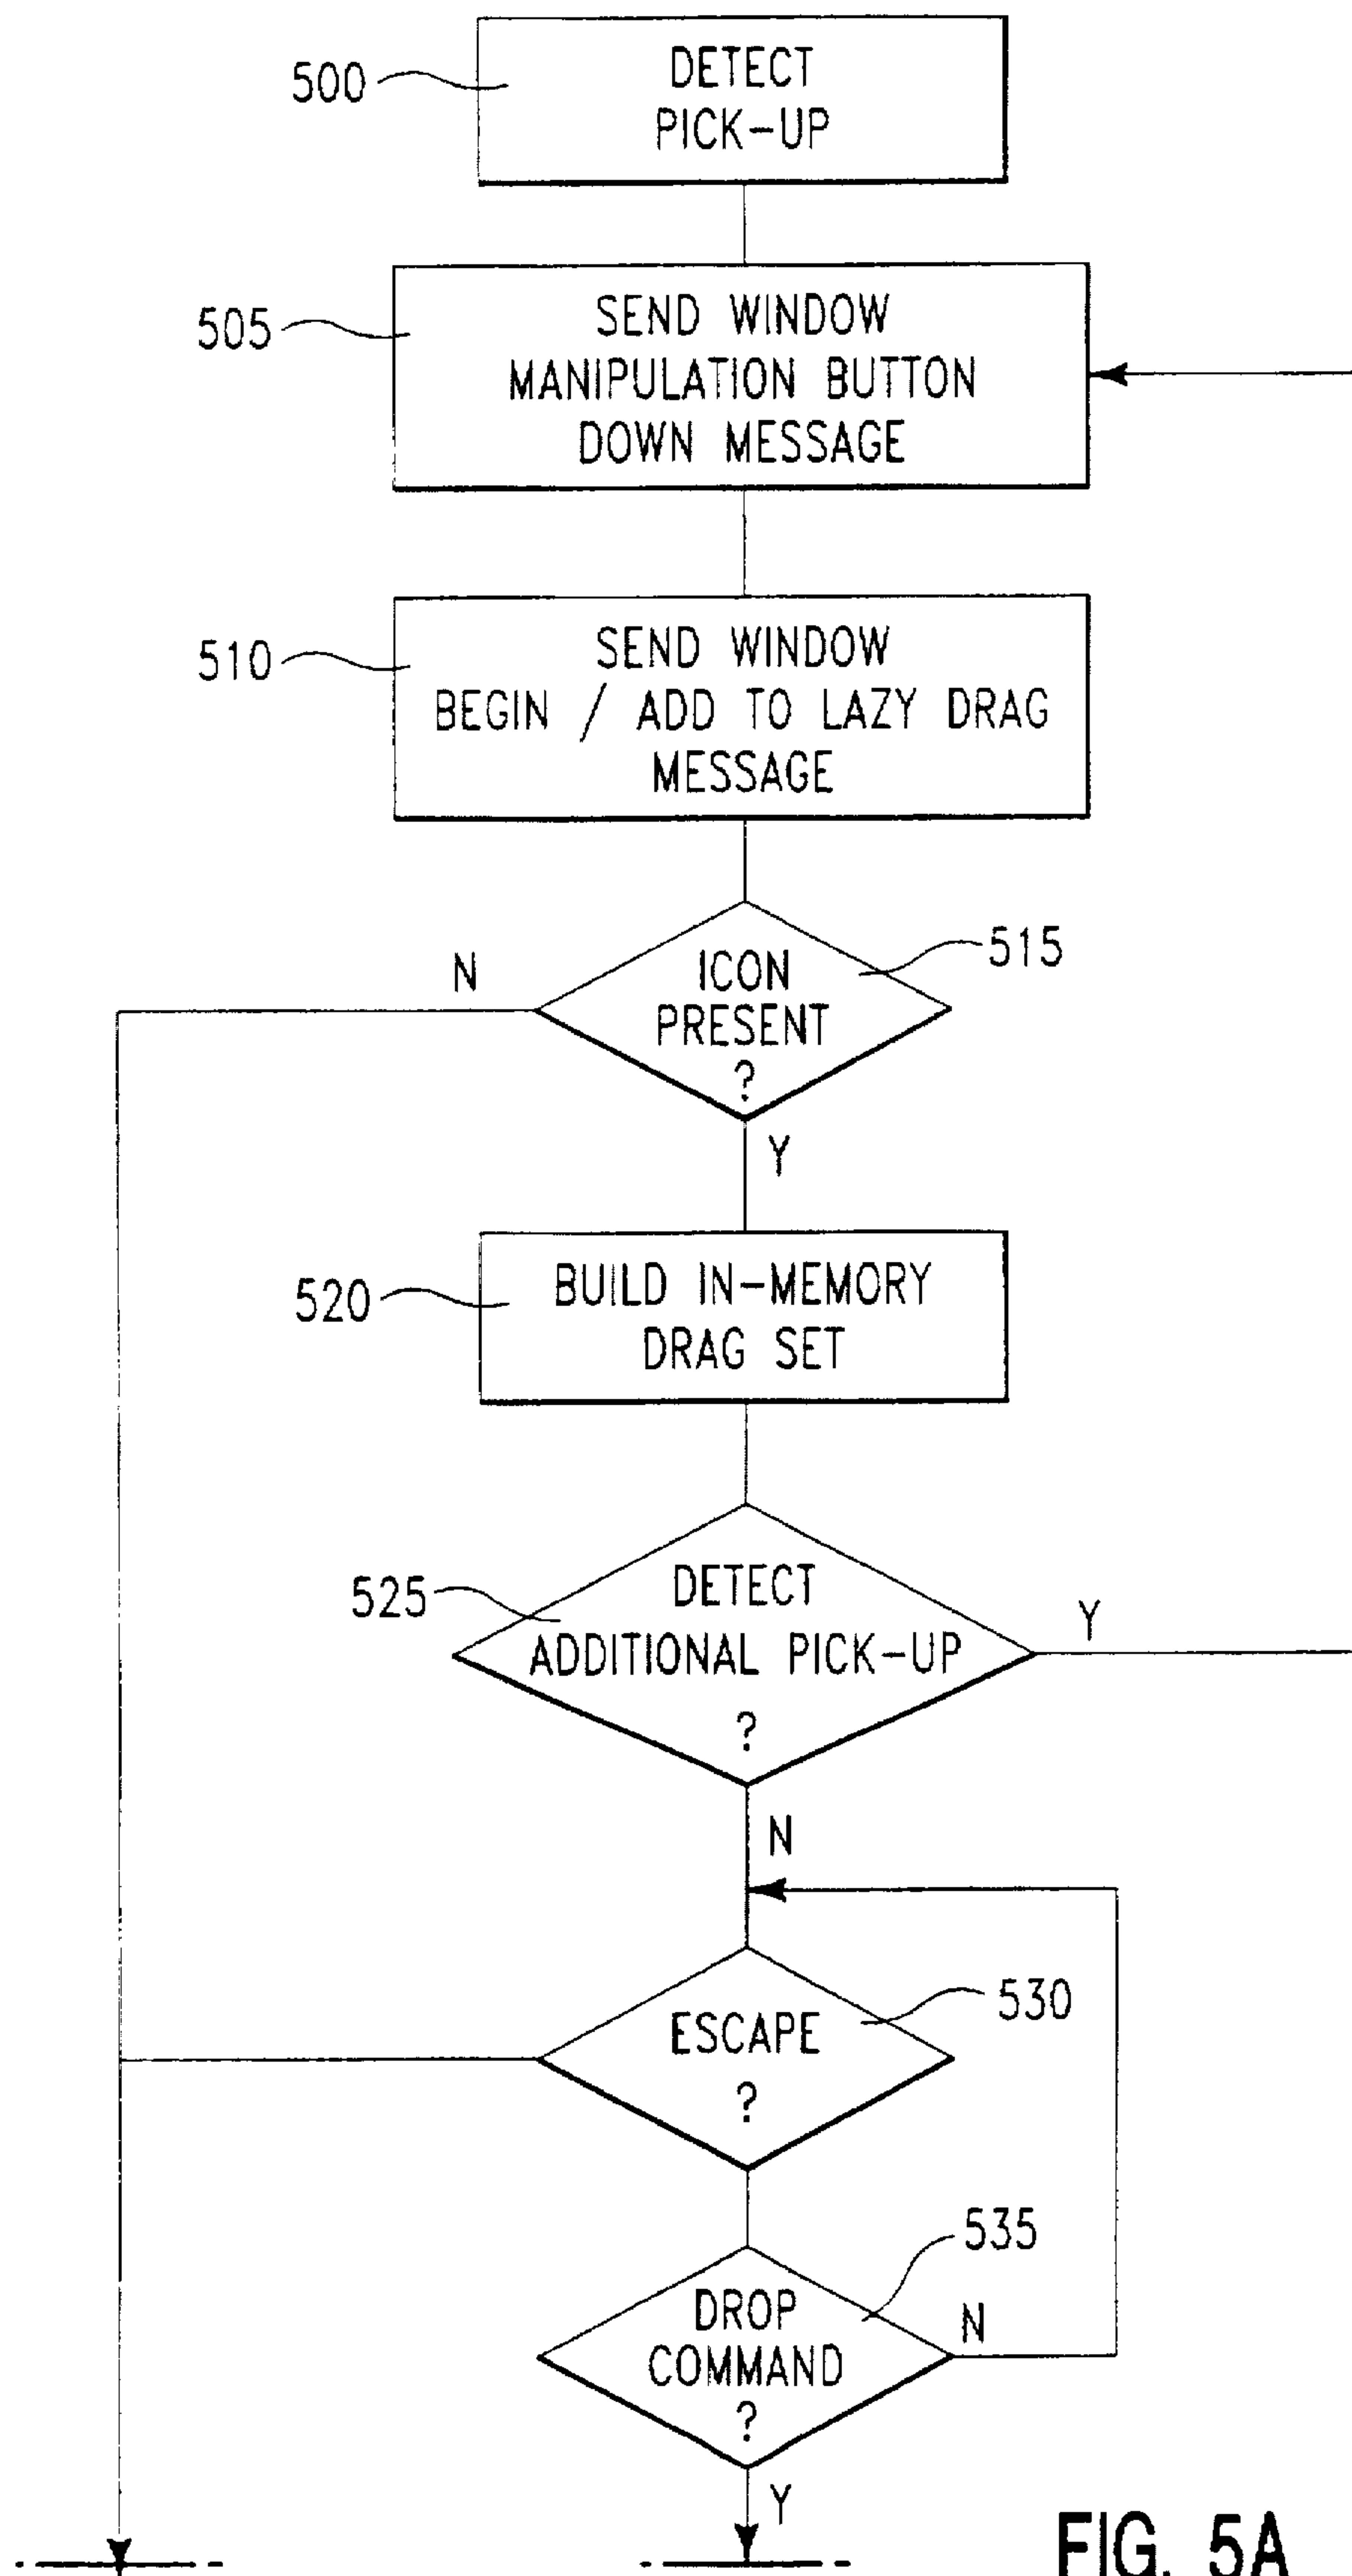 500
DETECT
PICK-UP
505
SEND WINDOW
MANIPULATION BUTTON
DOWN MESSAGE
510
SEND WINDOW
BEGIN / ADD TO LAZY DRAG
MESSAGE
515
ICON
PRESENT
?
N
Y
520
BUILD IN-MEMORY
DRAG SET
525
DETECT
ADDITIONAL PICK-UP
?
Y
N
530
ESCAPE
?
535
DROP
COMMAND
?
N
Y
FIG. 5A